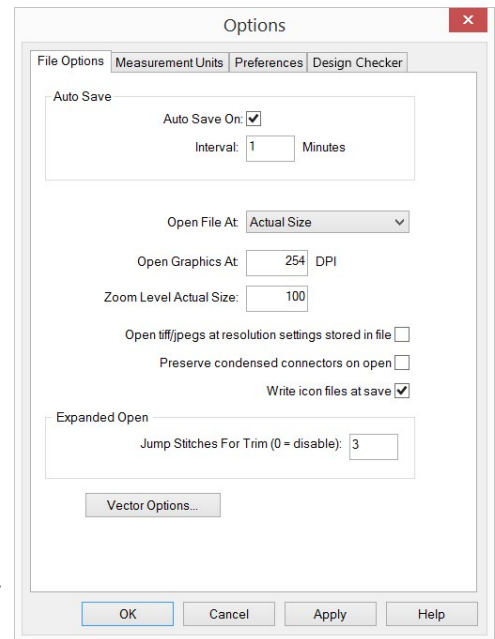 Options
File Options Measurement Units Preferences Design Checker
Auto Save
Auto Save On:
Interval: 1 Minutes
Open File At: Actual Size
Open Graphics At: 254 DPI
Zoom Level Actual Size: 100
Open tiff/jpegs at resolution settings stored in file
Preserve condensed connectors on open
Write icon files at save
Expanded Open
Jump Stitches For Trim (0 = disable): 3
Vector Options...
OK Cancel Apply Help